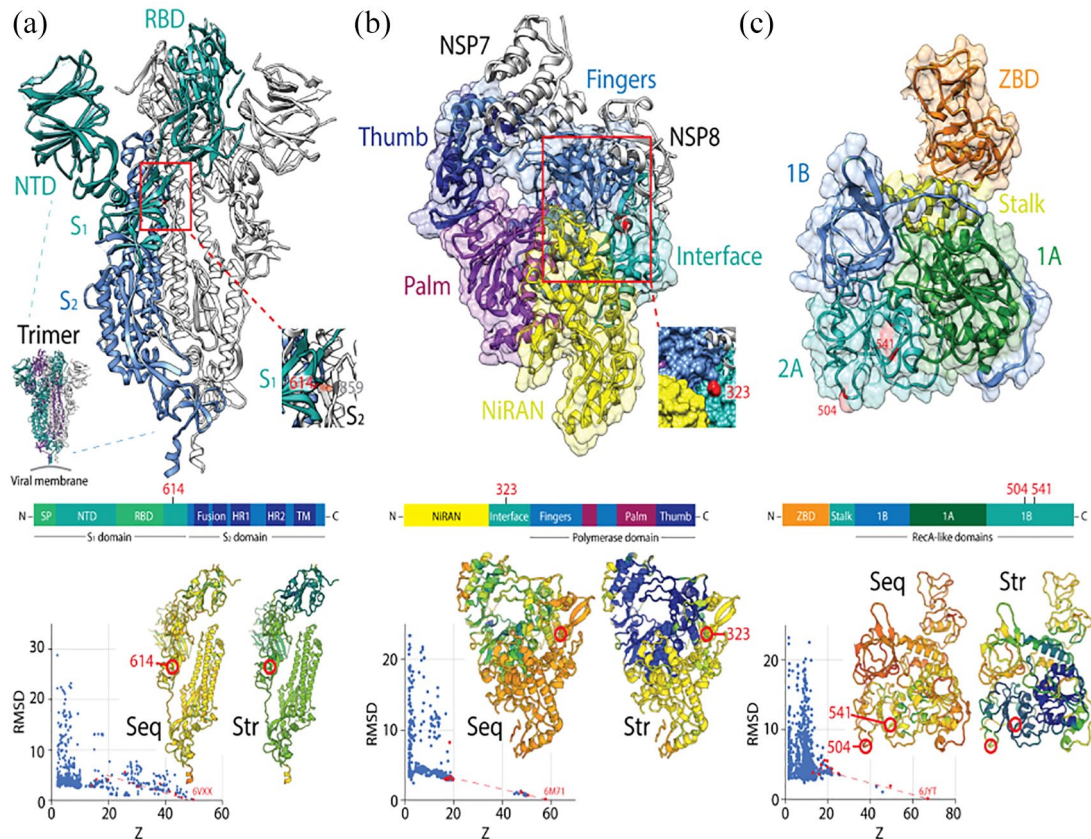 (a)
RBD
NTD
S1
S2
Trimer
Viral membrane
S1
614
859
S2
(b)
NSP7
Fingers
Thumb
NSP8
Interface
Palm
NiRAN
323
(c)
ZBD
1B
Stalk
1A
541
2A
504
614
N
SP
NTD
RBD
Fusion
HR1
HR2
TM
C
S1 domain
S2 domain
323
N
NiRAN
Interface
Fingers
Palm
Thumb
C
Polymerase domain
504 541
N
ZBD
Stalk
1B
1A
1B
C
RecA-like domains
30
20
10
0
RMSD
614
Seq
Str
6VXX
0
20
40
60
Z
20
10
0
RMSD
323
Seq
Str
6M71
0
20
40
60
Z
Seq
Str
20
10
0
RMSD
541
504
6JYT
0
20
40
60
80
Z